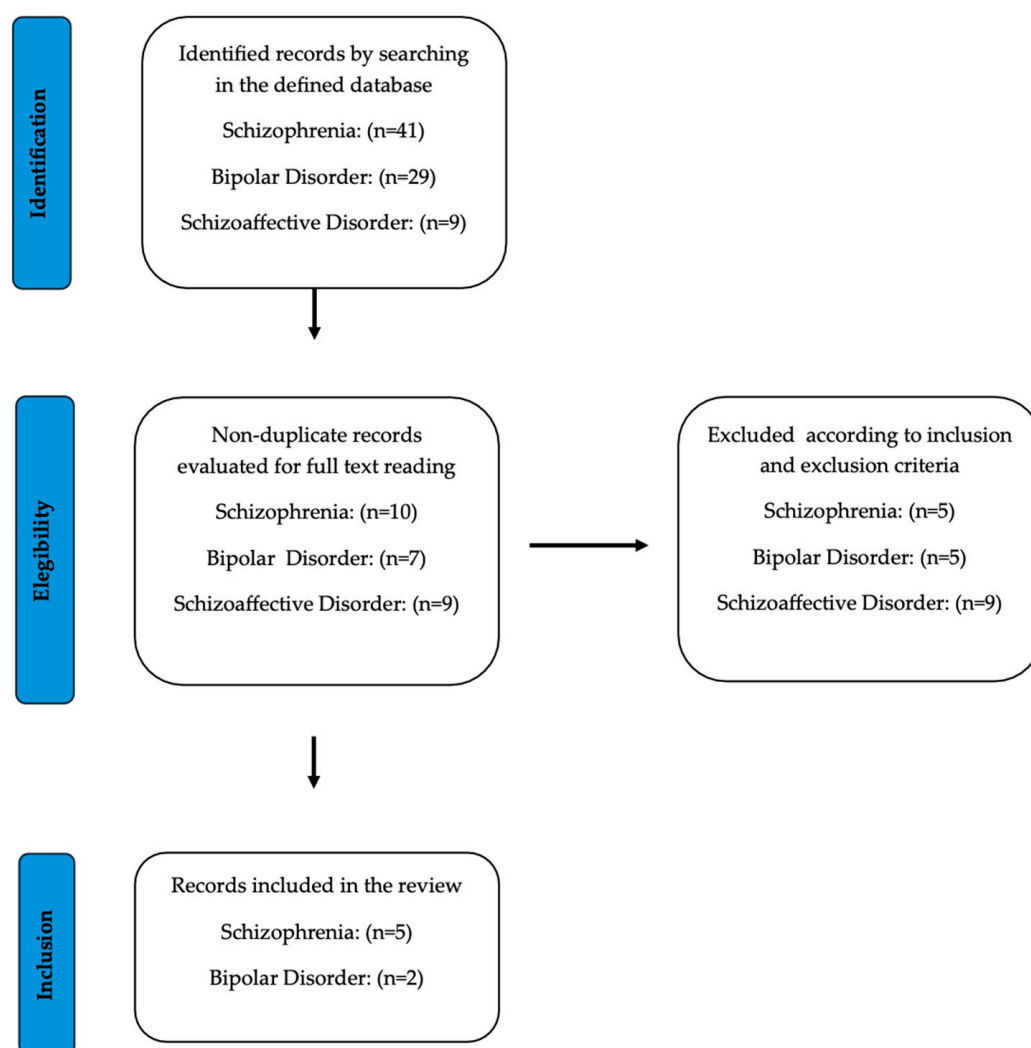 Identification
Identified records by searching
in the defined database
Schizophrenia: (n=41)
Bipolar Disorder: (n=29)
Schizoaffective Disorder: (n=9)
Elegibility
Non-duplicate records
evaluated for full text reading
Schizophrenia: (n=10)
Bipolar Disorder: (n=7)
Schizoaffective Disorder: (n=9)
Excluded according to inclusion
and exclusion criteria
Schizophrenia: (n=5)
Bipolar Disorder: (n=5)
Schizoaffective Disorder: (n=9)
Inclusion
Records included in the review
Schizophrenia: (n=5)
Bipolar Disorder: (n=2)